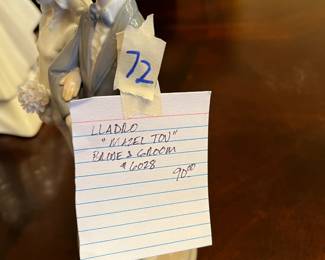 72
LLADRO
"MAZEL TOV"
BRIDE & GROOM
# 6028
90.00